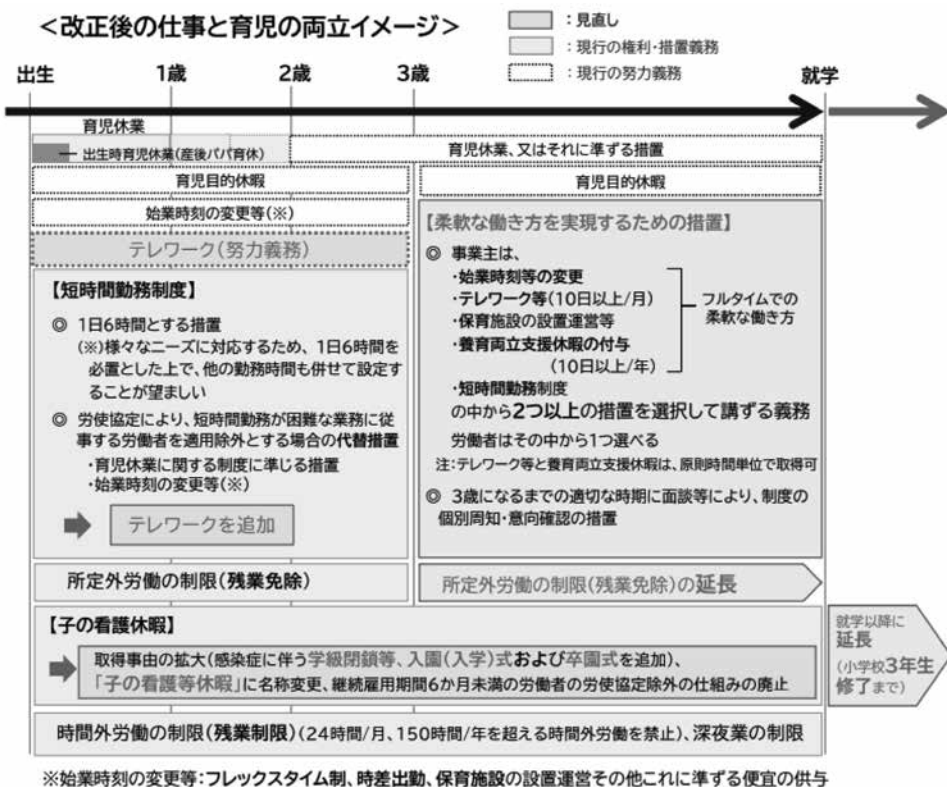 <改正後の仕事と育児の両立イメージ>
:見直し
:現行の権利・措置義務
:現行の努力義務
出生
1歳
2歳
3歳
就学
育児休業
出生時育児休業(産後パパ育休)
育児休業、又はそれに準ずる措置
育児目的休暇
育児目的休暇
始業時刻の変更等(※)
テレワーク(努力義務)
【短時間勤務制度】
◎ 1日6時間とする措置
(※)様々なニーズに対応するため、1日6時間を
必置とした上で、他の勤務時間も併せて設定す
ることが望ましい
◎ 労使協定により、短時間勤務が困難な業務に従
事する労働者を適用除外とする場合の代替措置
・育児休業に関する制度に準じる措置
・始業時刻の変更等(※)
テレワークを追加
【柔軟な働き方を実現するための措置】
◎ 事業主は、
・始業時刻等の変更
・テレワーク等(10日以上/月)
・保育施設の設置運営等
・養育両立支援休暇の付与
(10日以上/年)
フルタイムでの
柔軟な働き方
・短時間勤務制度
の中から2つ以上の措置を選択して講ずる義務
労働者はその中から1つ選べる
注:テレワーク等と養育両立支援休暇は、原則時間単位で取得可
◎ 3歳になるまでの適切な時期に面談等により、制度の
個別周知・意向確認の措置
所定外労働の制限(残業免除)
所定外労働の制限(残業免除)の延長
【子の看護休暇】
取得事由の拡大(感染症に伴う学級閉鎖等、入園(入学)式および卒園式を追加)、
「子の看護等休暇」に名称変更、継続雇用期間6か月未満の労働者の労使協定除外の仕組みの廃止
就学以降に
延長
(小学校3年生
修了まで)
時間外労働の制限(残業制限)(24時間/月、150時間/年を超える時間外労働を禁止)、深夜業の制限
※始業時刻の変更等:フレックスタイム制、時差出勤、保育施設の設置運営その他これに準ずる便宜の供与